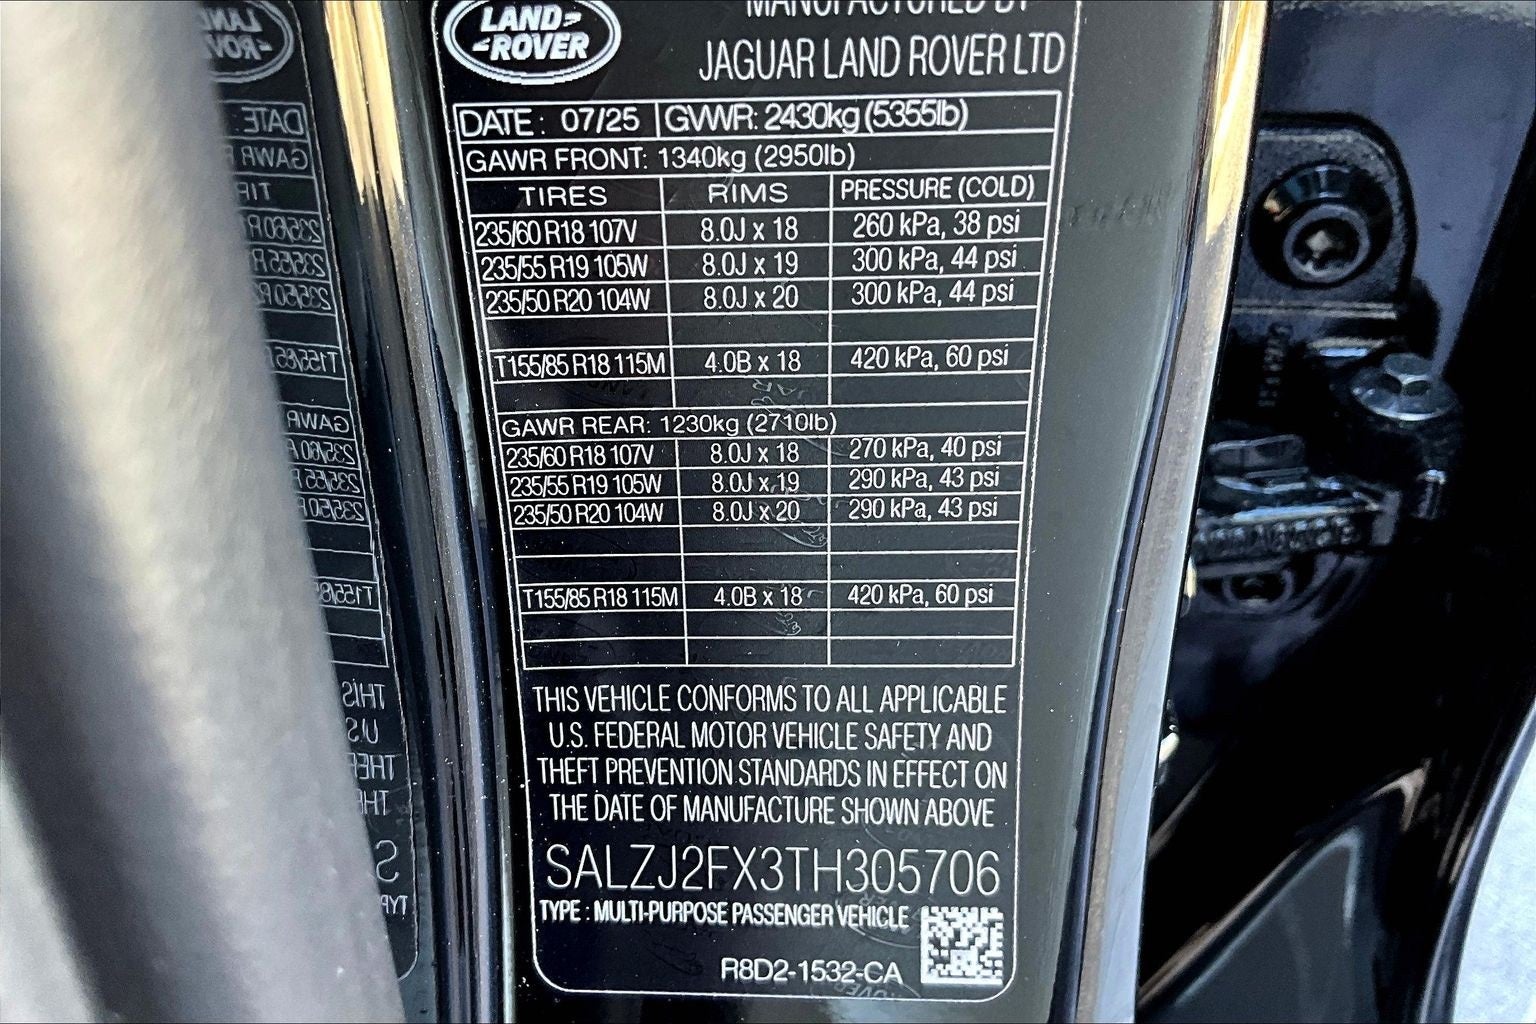 LAND
ROVER
MANUFACTURED BY
JAGUAR LAND ROVER LTD
DATE: 07/25 GVWR: 2430kg (5355lb)
GAWR FRONT: 1340kg (2950lb)
TIRES RIMS PRESSURE (COLD)
235/60 R18 107V 8.0J x 18 260 kPa, 38 psi
235/55 R19 105W 8.0J x 19 300 kPa, 44 psi
235/50 R20 104W 8.0J x 20 300 kPa, 44 psi
T155/85 R18 115M 4.0B x 18 420 kPa, 60 psi
GAWR REAR: 1230kg (2710lb)
235/60 R18 107V 8.0J x 18 270 kPa, 40 psi
235/55 R19 105W 8.0J x 19 290 kPa, 43 psi
235/50 R20 104W 8.0J x 20 290 kPa, 43 psi
T155/85 R18 115M 4.0B x 18 420 kPa, 60 psi
THIS VEHICLE CONFORMS TO ALL APPLICABLE
U.S. FEDERAL MOTOR VEHICLE SAFETY AND
THEFT PREVENTION STANDARDS IN EFFECT ON
THE DATE OF MANUFACTURE SHOWN ABOVE
SALZJ2FX3TH305706
TYPE : MULTI-PURPOSE PASSENGER VEHICLE
R8D2-1532-CA